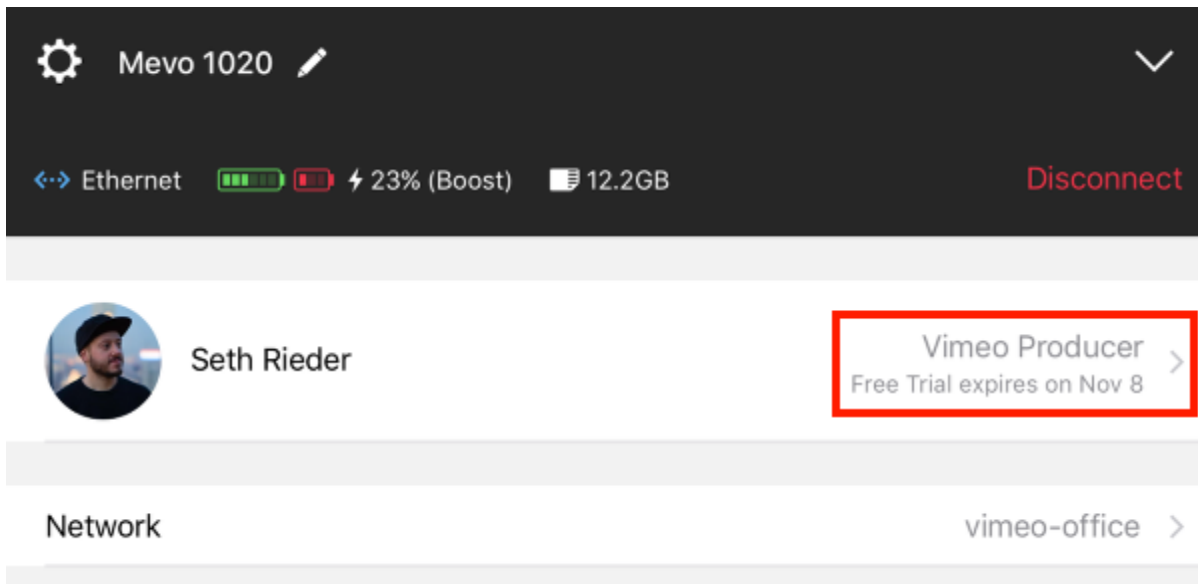 Mevo 1020
Ethernet 23% (Boost) 12.2GB Disconnect
Seth Rieder
Vimeo Producer
Free Trial expires on Nov 8
Network vimeo-office